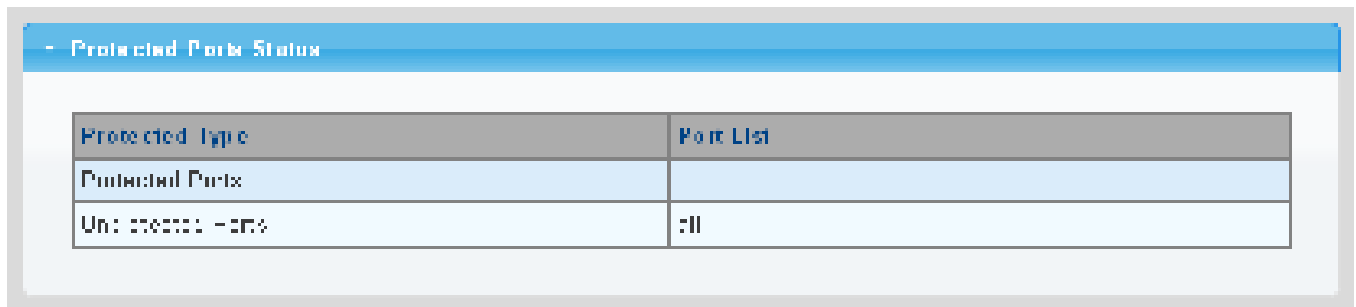 - Protected Ports Status
Protected Type Port List
Protected Ports
Unprotected Ports all